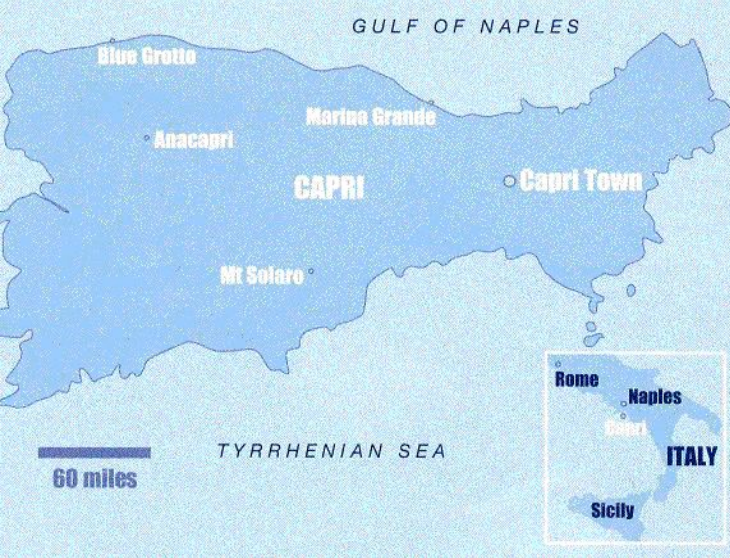 GULF OF NAPLES
Blue Grotto
Marina Grande
Anacapri
CAPRI
Capri Town
Mt Solaro
Rome
Naples
Capri
ITALY
Sicily
TYRRHENIAN SEA
60 miles